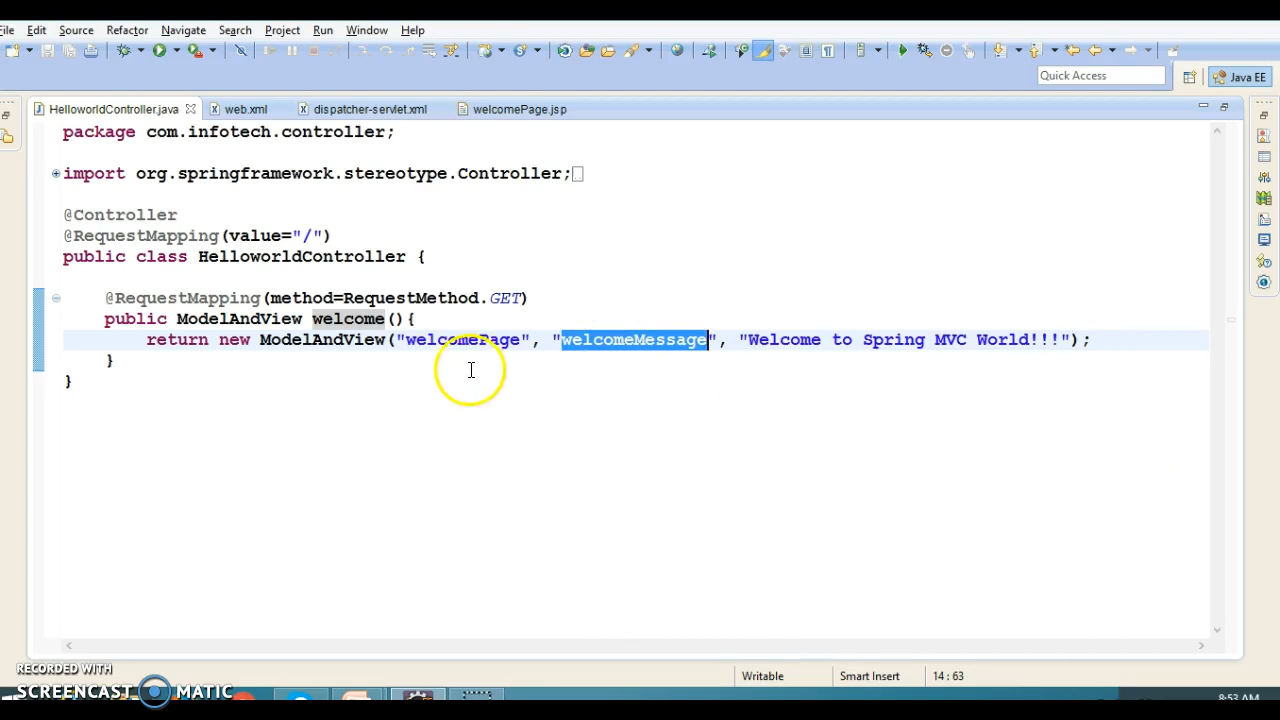 File Edit Source Refactor Navigate Search Project Run Window Help
Quick Access
Java EE
HelloworldController.java web.xml dispatcher-servlet.xml welcomePage.jsp
package com.infotech.controller;
import org.springframework.stereotype.Controller;
@Controller
@RequestMapping(value="/")
public class HelloworldController {
@RequestMapping(method=RequestMethod.GET)
public ModelAndView welcome(){
return new ModelAndView("welcomePage", "welcomeMessage", "Welcome to Spring MVC World!!!");
}
}
Writable Smart Insert 14 : 63
RECORDED WITH
SCREENCAST MATIC
8:53 AM